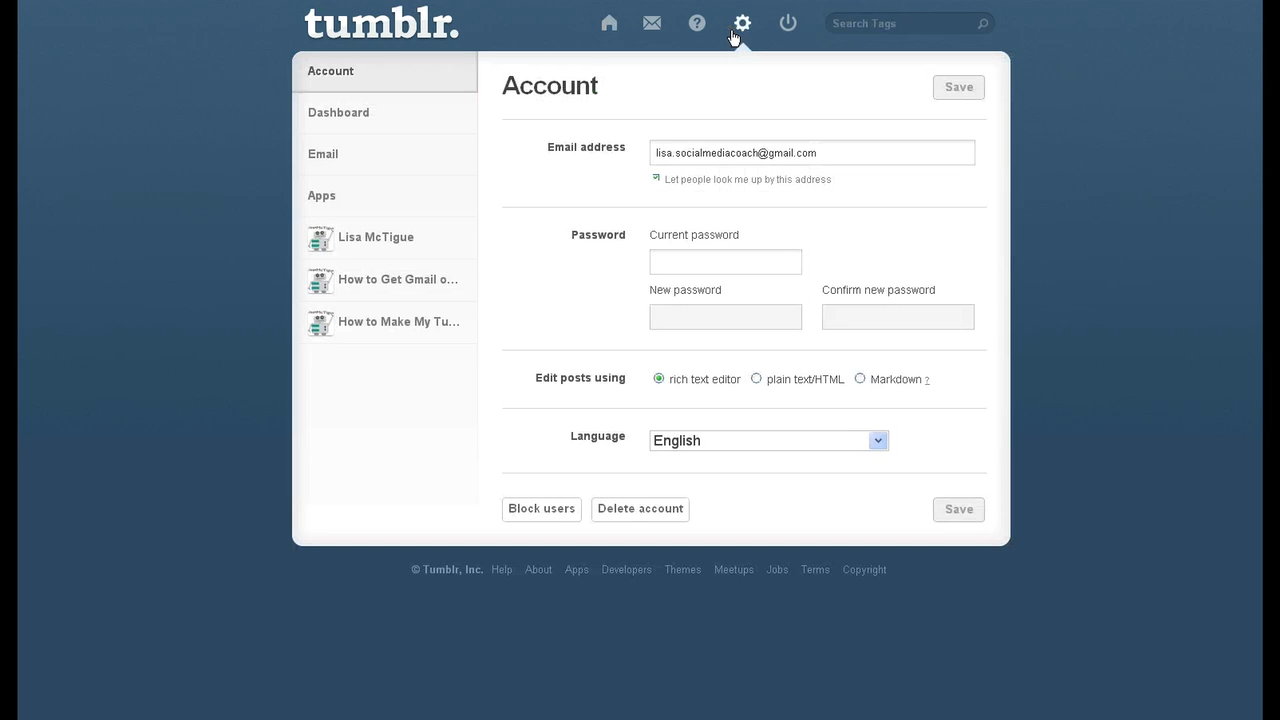 tumblr.
Search Tags
Account
Dashboard
Email
Apps
Lisa McTigue
How to Get Gmail o...
How to Make My Tu...
Account
Save
Email address
lisa.socialmediacoach@gmail.com
Let people look me up by this address
Password
Current password
New password
Confirm new password
Edit posts using
rich text editor
plain text/HTML
Markdown ?
Language
English
Block users
Delete account
Save
© Tumblr, Inc. Help About Apps Developers Themes Meetups Jobs Terms Copyright